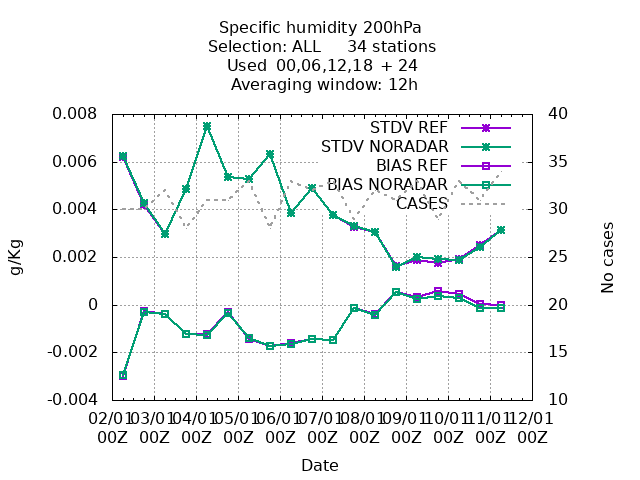 Specific humidity 200hPa
Selection: ALL 34 stations
Used 00,06,12,18 + 24
Averaging window: 12h
0.008
0.006
0.004
0.002
0
-0.002
-0.004
g/Kg
STDV REF
STDV NORADAR
BIAS REF
BIAS NORADAR
CASES
40
35
30
25
20
15
10
No cases
02/01 03/01 04/01 05/01 06/01 07/01 08/01 09/01 10/01 11/01 12/01
00Z 00Z 00Z 00Z 00Z 00Z 00Z 00Z 00Z 00Z 00Z
Date